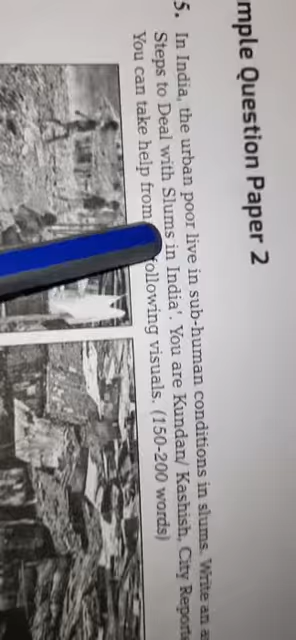 mple Question Paper 2
5. In India, the urban poor live in sub-human conditions in slums. Write an
Steps to Deal with Slums in India'. You are Kundan/ Kashish, City Report
You can take help from following visuals. (150-200 words)